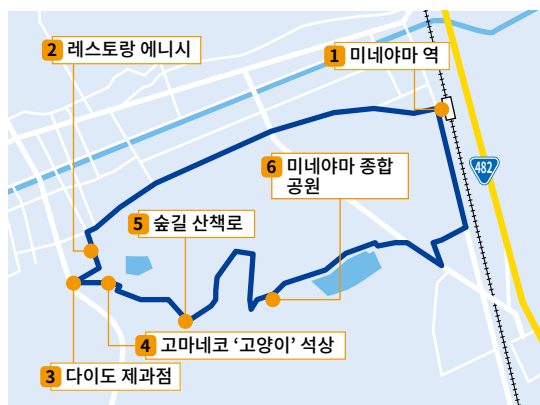 2 레스토랑 에니시
1 미네야마 역
482
6 미네야마 종합
공원
5 숲길 산책로
4 고마네코 ‘고양이’ 석상
3 다이도 제과점